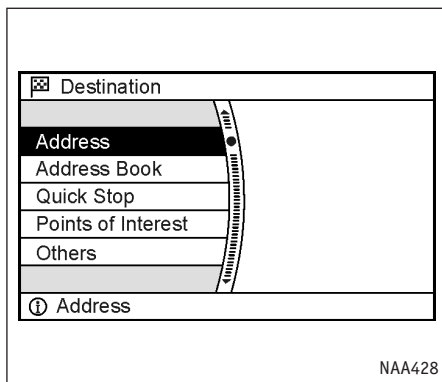 Destination
Address
Address Book
Quick Stop
Points of Interest
Others
Address
NAA428